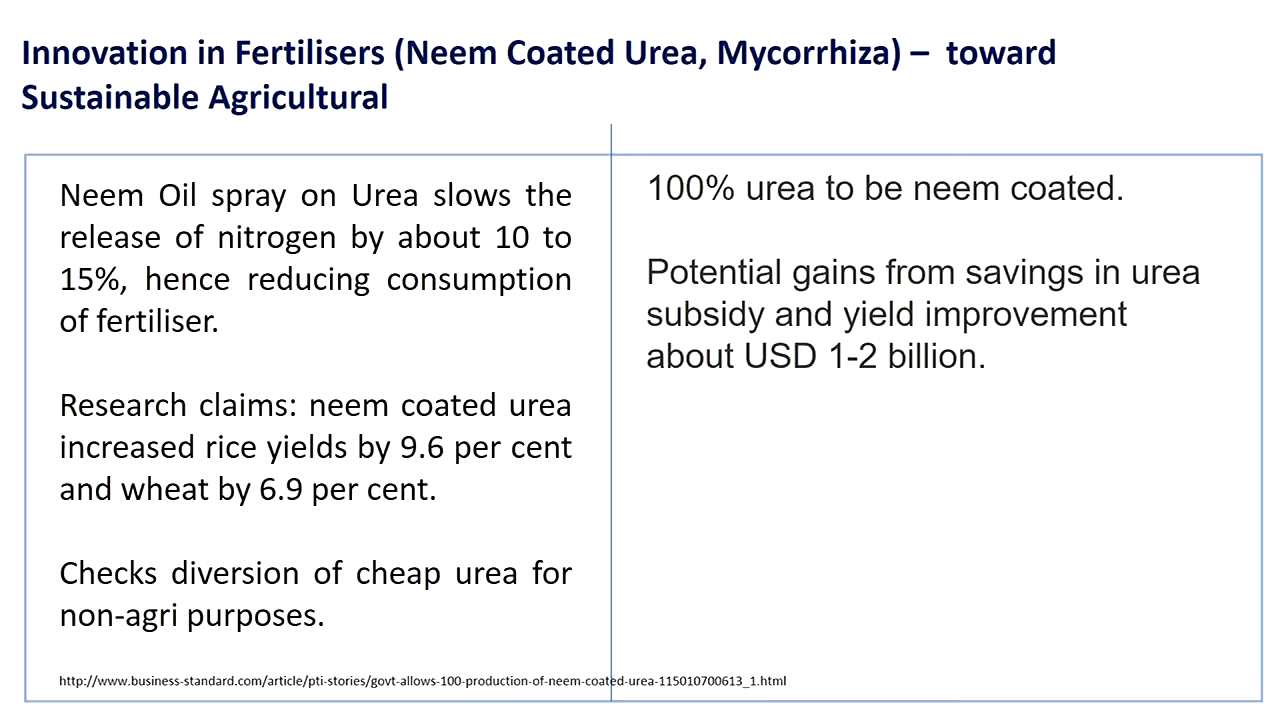 Innovation in Fertilisers (Neem Coated Urea, Mycorrhiza) – toward
Sustainable Agricultural
Neem Oil spray on Urea slows the
release of nitrogen by about 10 to
15%, hence reducing consumption
of fertiliser.
Research claims: neem coated urea
increased rice yields by 9.6 per cent
and wheat by 6.9 per cent.
Checks diversion of cheap urea for
non-agri purposes.
100% urea to be neem coated.
Potential gains from savings in urea
subsidy and yield improvement
about USD 1-2 billion.
http://www.business-standard.com/article/pti-stories/govt-allows-100-production-of-neem-coated-urea-115010700613_1.html